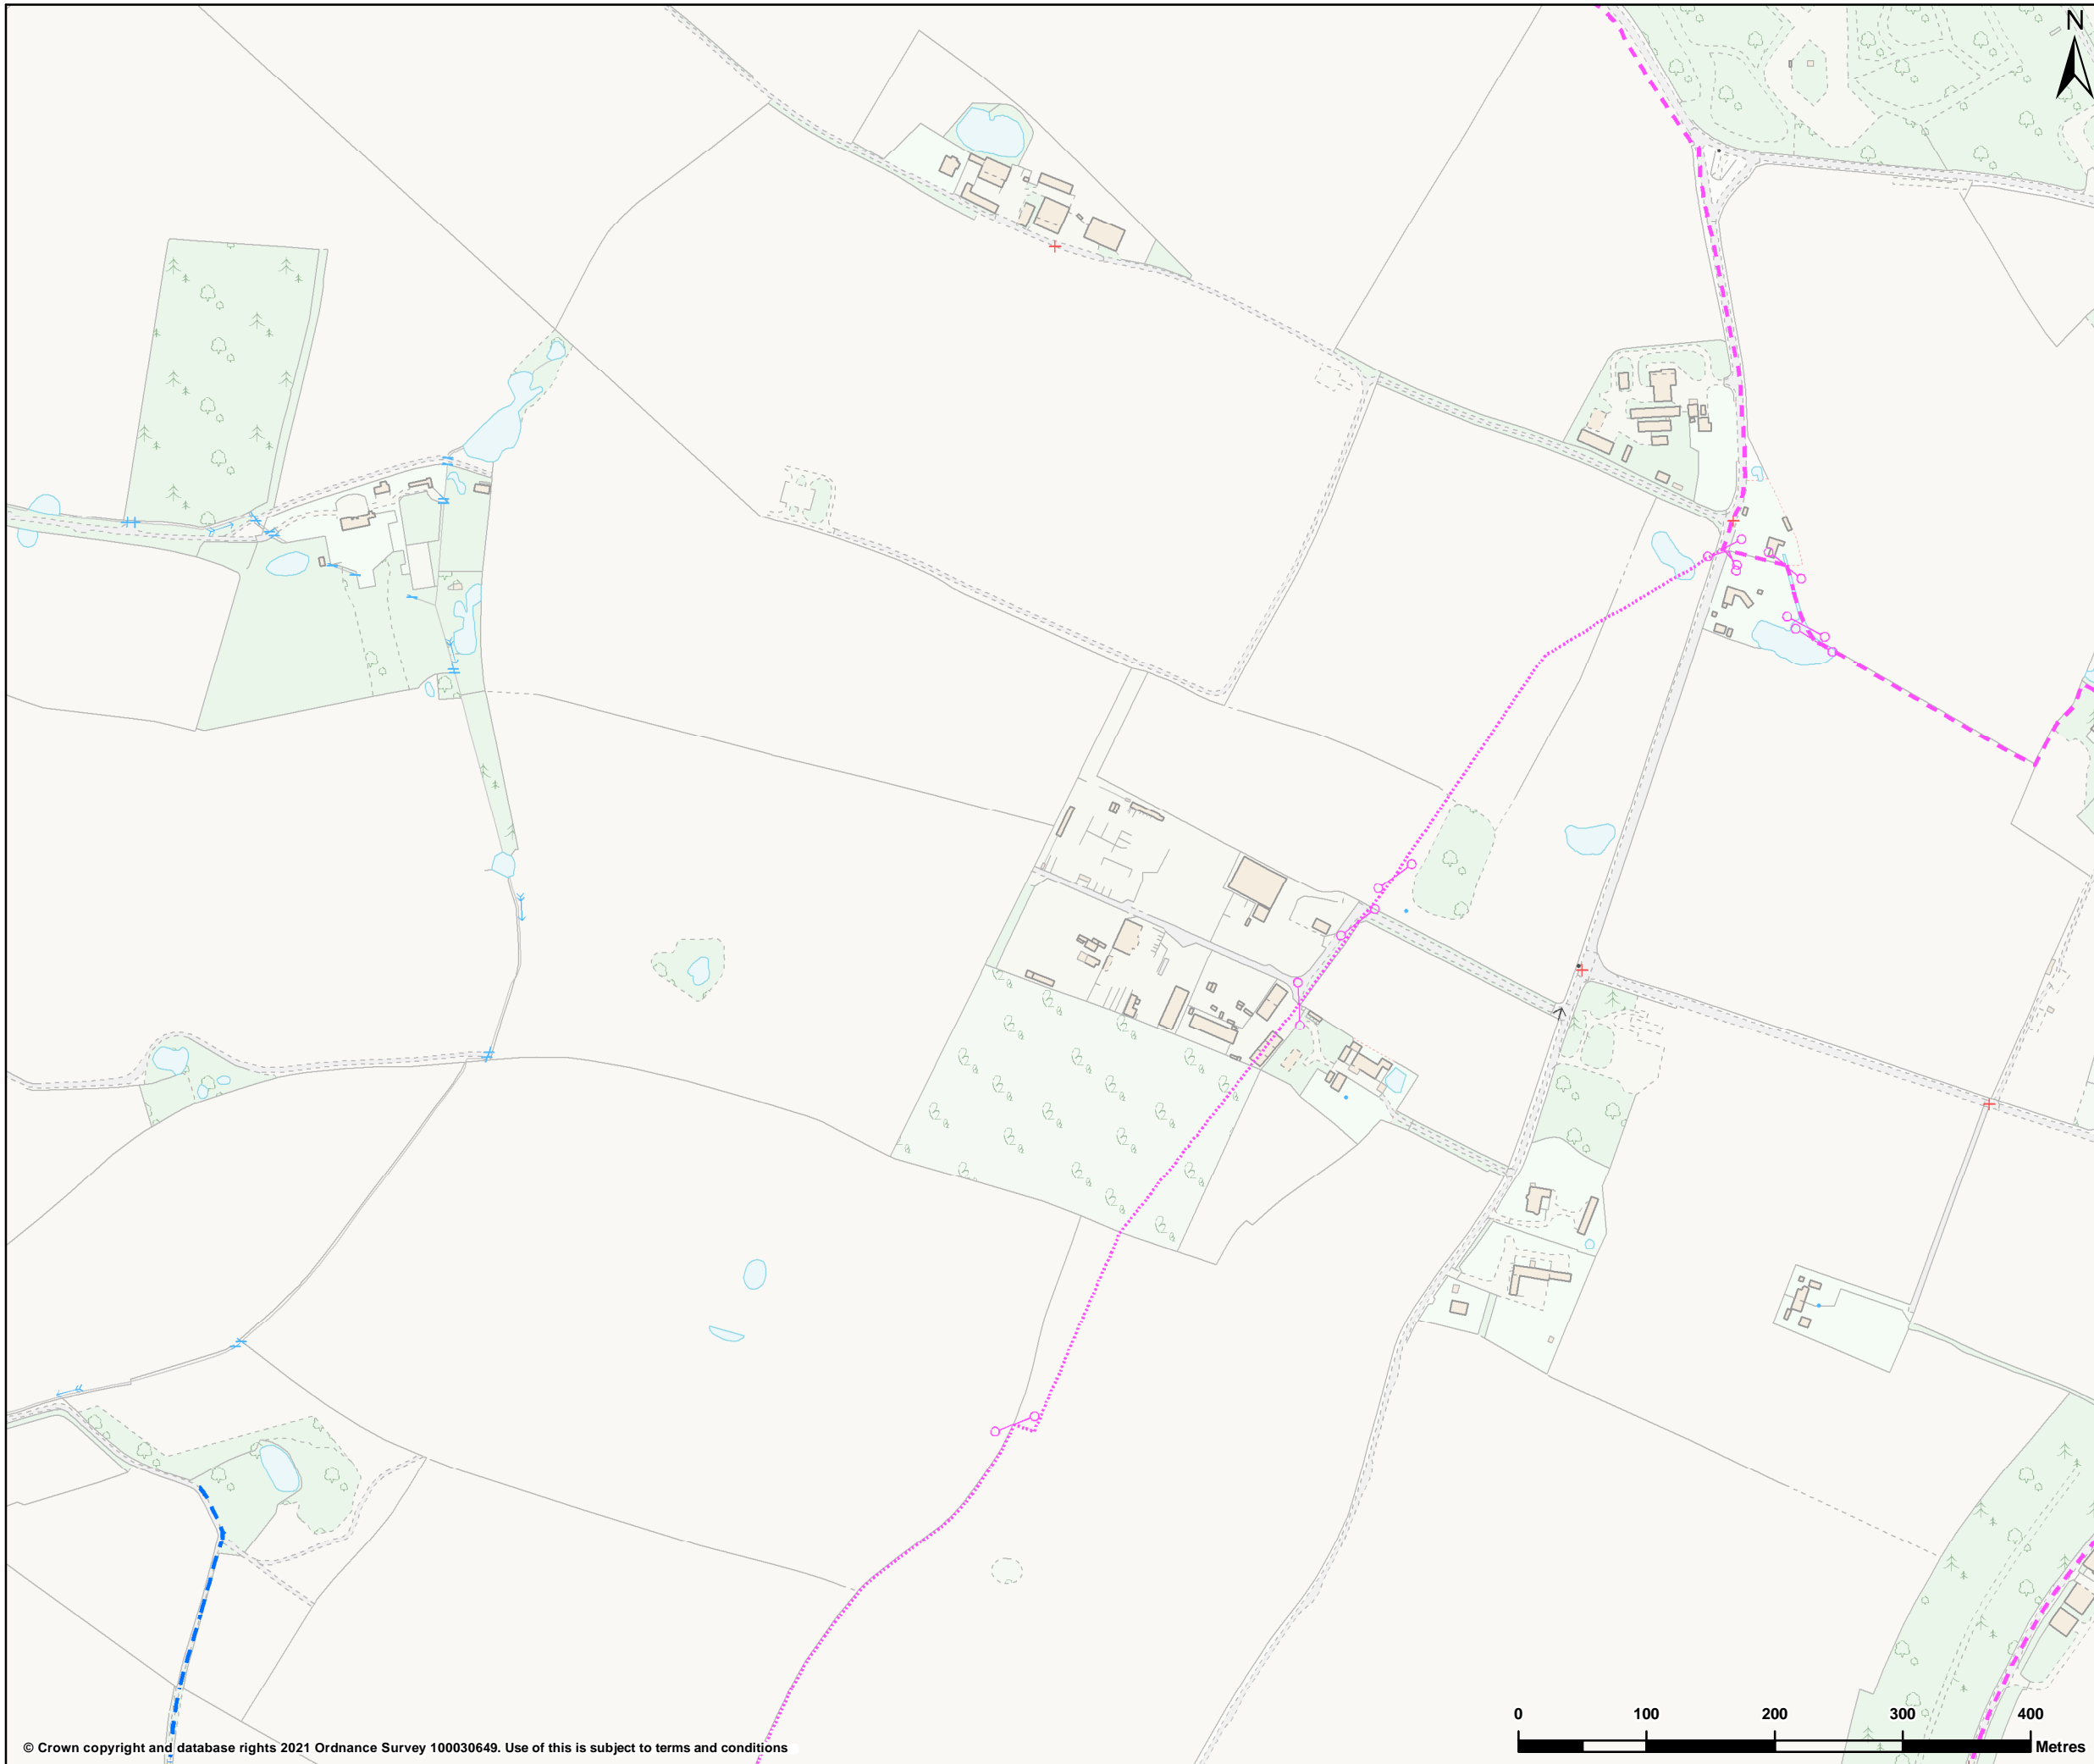 N
0 100 200 300 400
Metres
© Crown copyright and database rights 2021 Ordnance Survey 100030649. Use of this is subject to terms and conditions